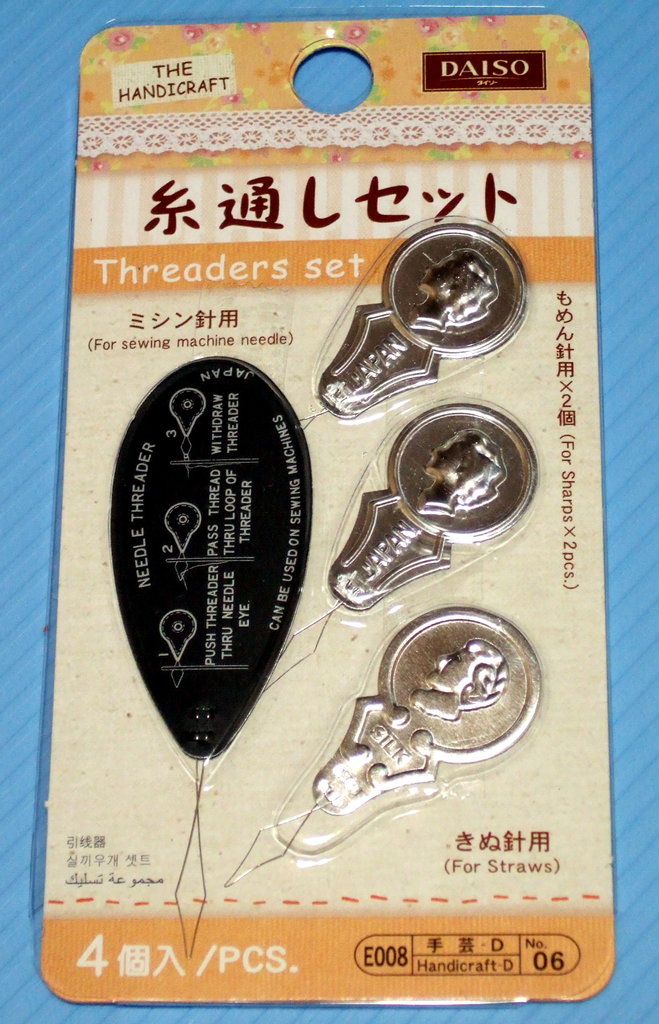 THE
HANDICRAFT
DAISO
ダイソー
糸通しセット
Threaders set
ミシン針用
(For sewing machine needle)
もめん針用×2個 (For Sharps×2pcs.)
JAPAN
JAPAN
SILK
NEEDLE THREADER
JAPAN
1
PUSH THREADER
THRU NEEDLE
EYE.
2
PASS THREAD
THRU LOOP OF
THREADER
3
WITHDRAW
THREADER
CAN BE USED ON SEWING MACHINES
きぬ針用
(For Straws)
引线器
실끼우개 셋트
مجموعة تسليك
4個入/PCS.
E008
手芸-D
Handicraft-D
No.
06